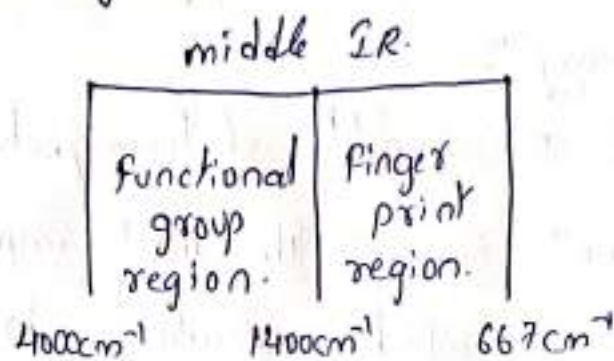 middle IR.
functional
group
region.
finger
print
region.
4000cm⁻¹ 1400cm⁻¹ 667cm⁻¹